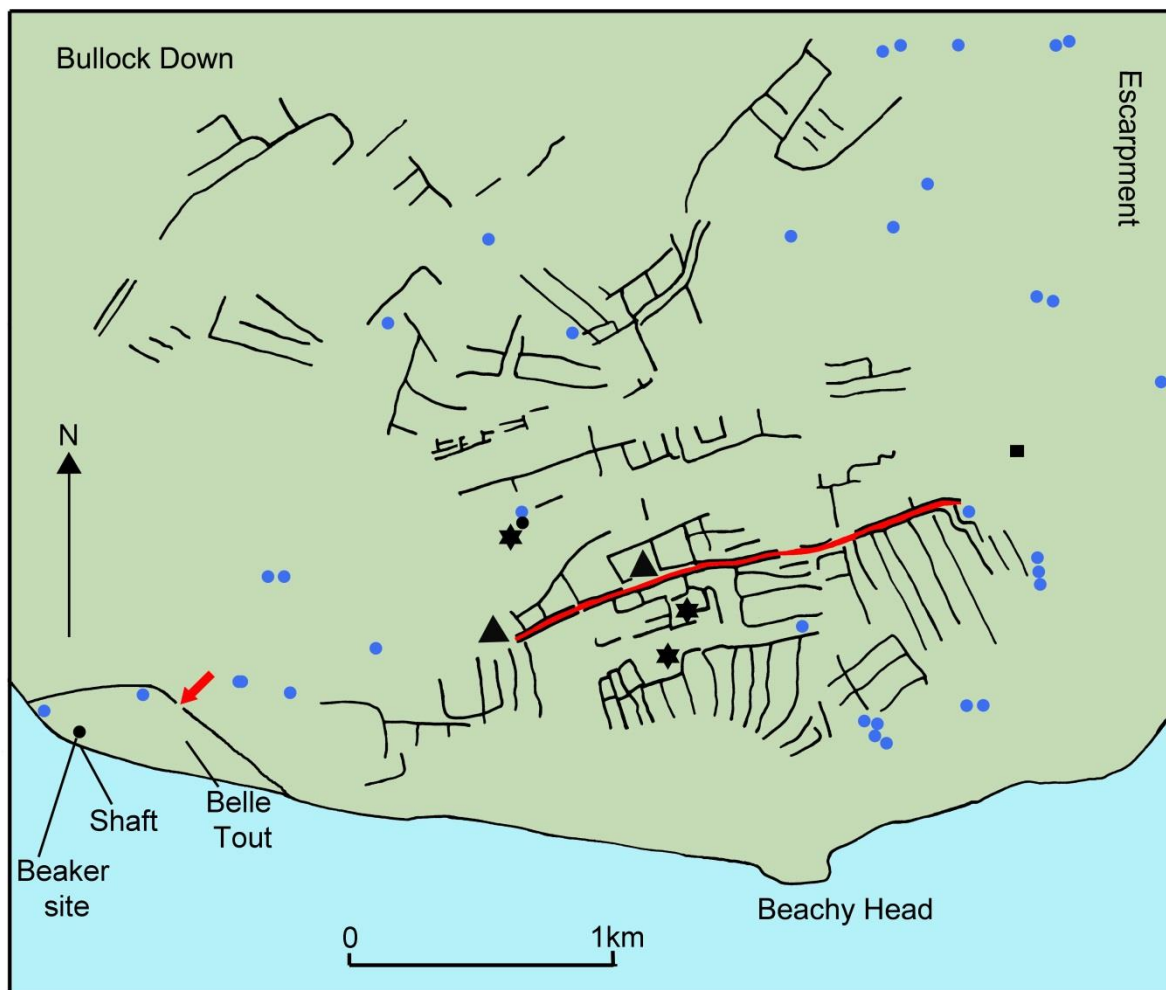 Bullock Down
Escarpment
N
Belle
Tout
Shaft
Beaker
site
Beachy Head
0
1km